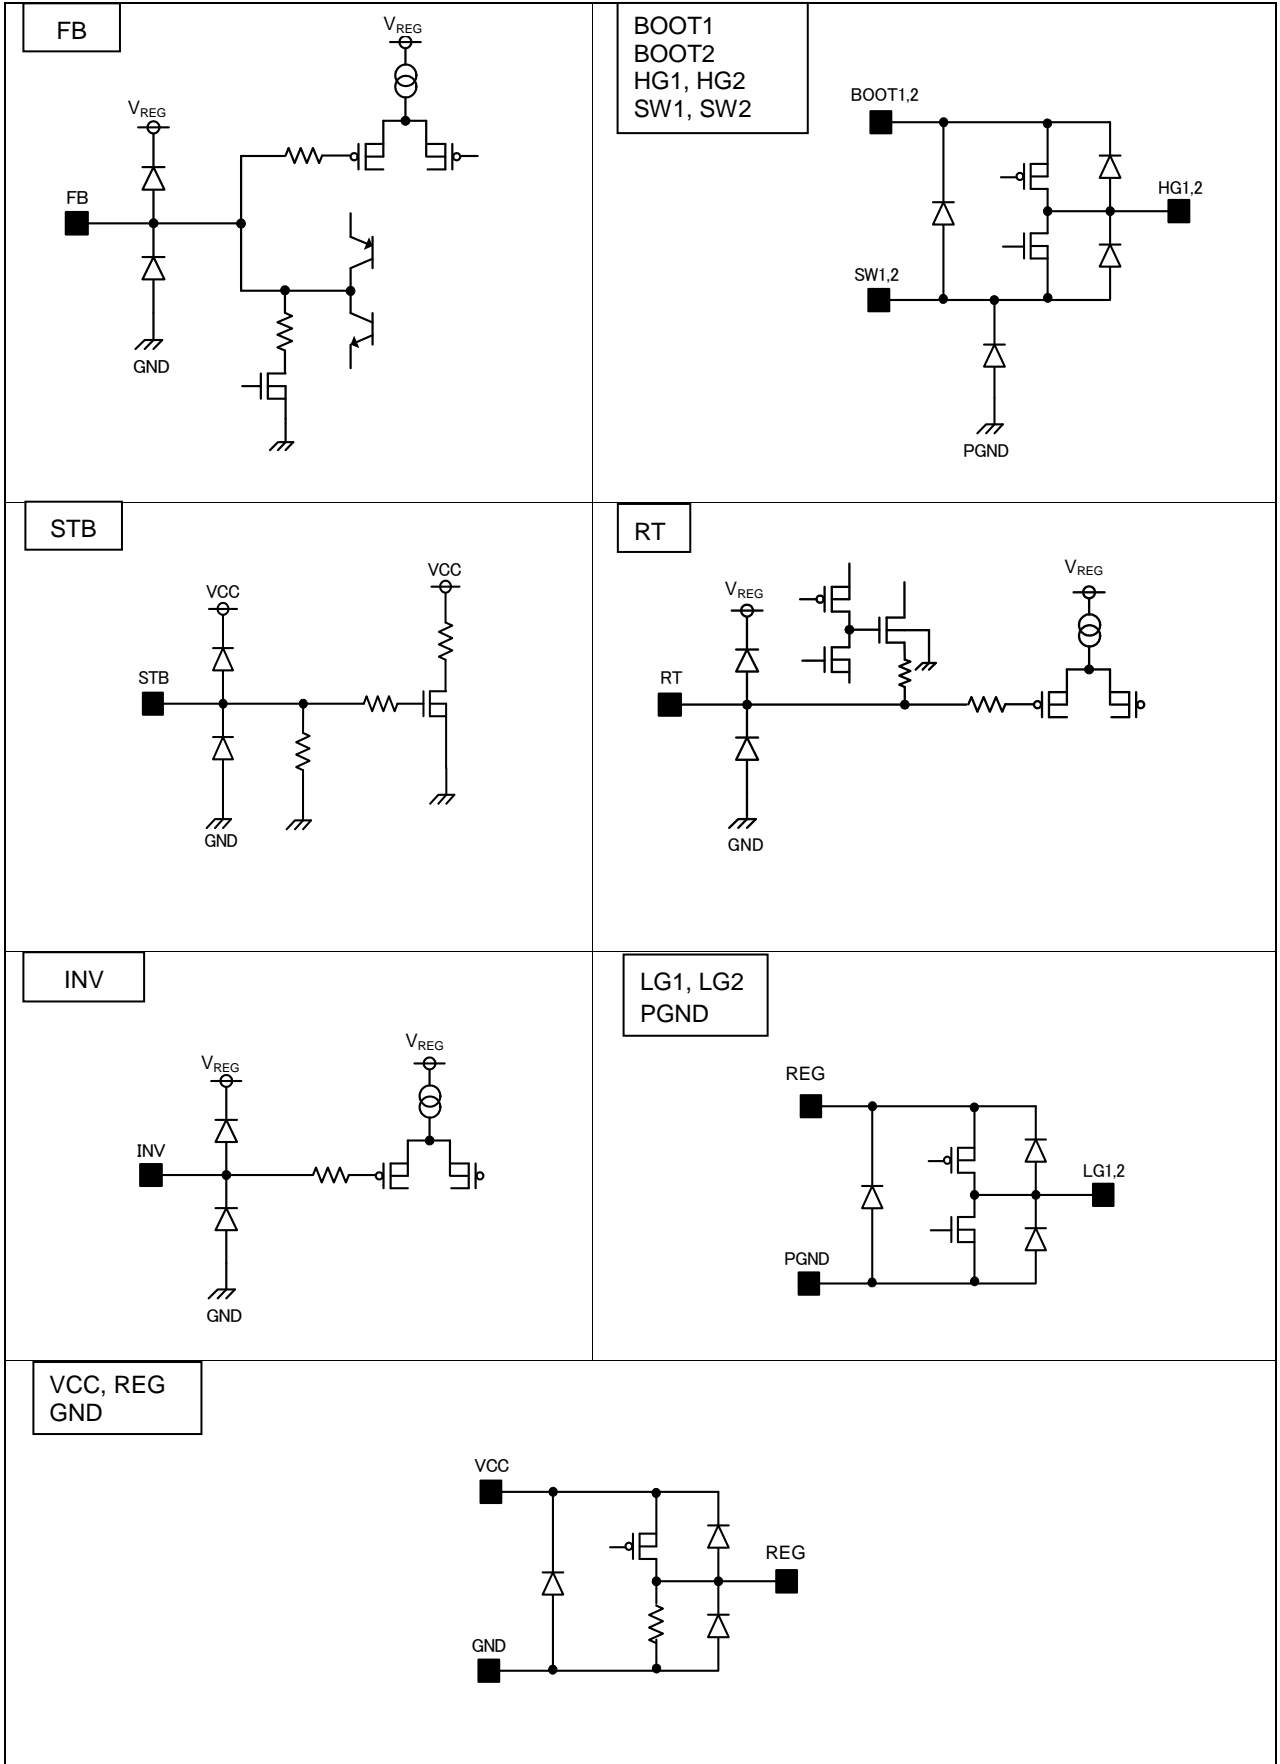 FB
VREG
VREG
FB
GND
BOOT1
BOOT2
HG1, HG2
SW1, SW2
BOOT1,2
HG1,2
SW1,2
PGND
STB
VCC
VCC
STB
GND
RT
VREG
VREG
RT
GND
INV
VREG
VREG
INV
GND
LG1, LG2
PGND
REG
LG1,2
PGND
VCC, REG
GND
VCC
REG
GND